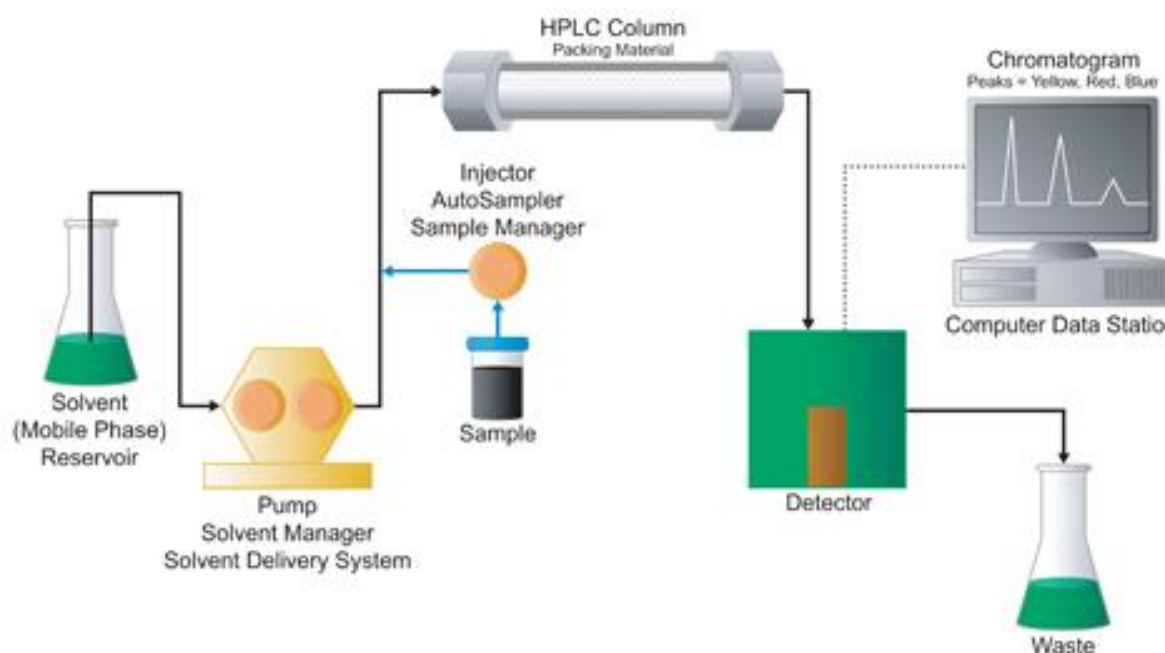 HPLC Column
Packing Material
Chromatogram
Peaks = Yellow, Red, Blue
Injector
AutoSampler
Sample Manager
Solvent
(Mobile Phase)
Reservoir
Sample
Computer Data Statio
Pump
Solvent Manager
Solvent Delivery System
Detector
Waste